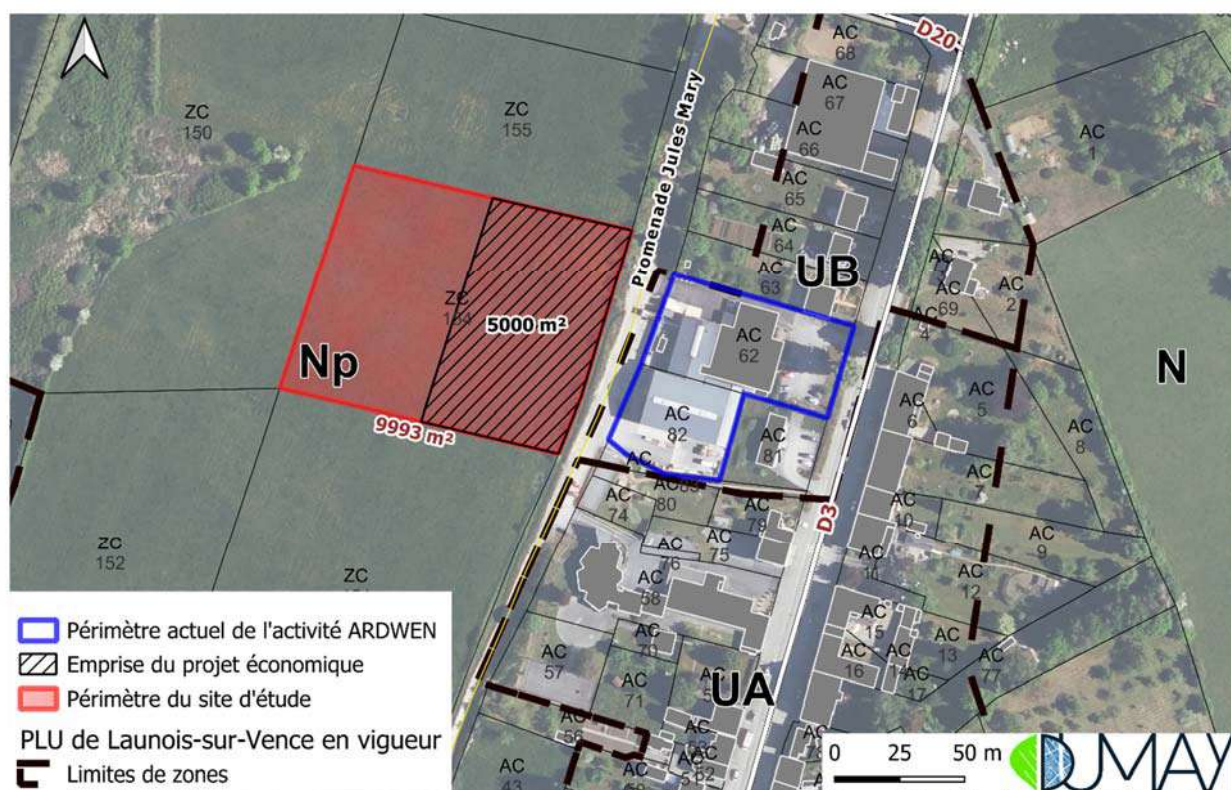 D20
AC
68
AC
67
ZC
150
ZC
155
Promenade Jules Mary
AC
66
AC
1
AC
65
AC
64
AC
63
UB
AC
AC
69
AC
2
4
ZC
5000 m²
AC
62
Np
N
AC
5
AC
6
AC
8
9993 m²
AC
82
AC
81
AC
AC
74
AC
80
AC
79
D3
AC
7
AC
10
AC
75
AC
76
AC
9
ZC
152
ZC
AC
58
AC
11
AC
12
AC
15
AC
16
AC
14
AC
13
AC
17
AC
77
AC
70
AC
57
AC
71
UA
AC
56
AC
43
AC
Périmètre actuel de l'activité ARDWEN
Emprise du projet économique
Périmètre du site d'étude
PLU de Launois-sur-Vence en vigueur
Limites de zones
0 25 50 m
DUMAY